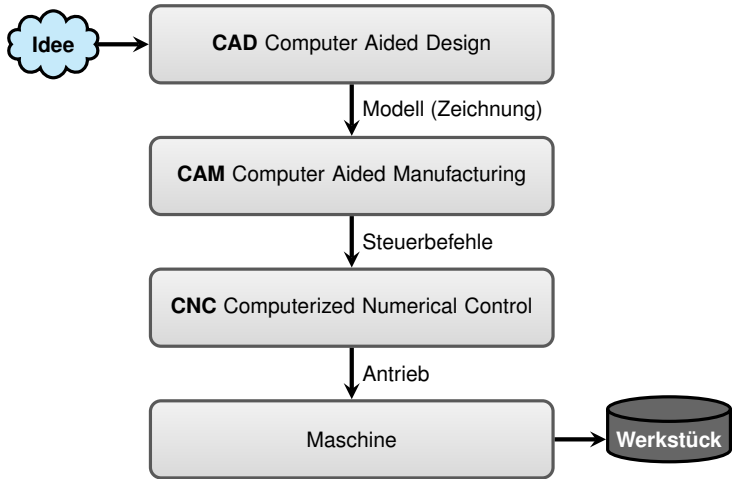 Idee
CAD Computer Aided Design
Modell (Zeichnung)
CAM Computer Aided Manufacturing
Steuerbefehle
CNC Computerized Numerical Control
Antrieb
Maschine
Werkstück